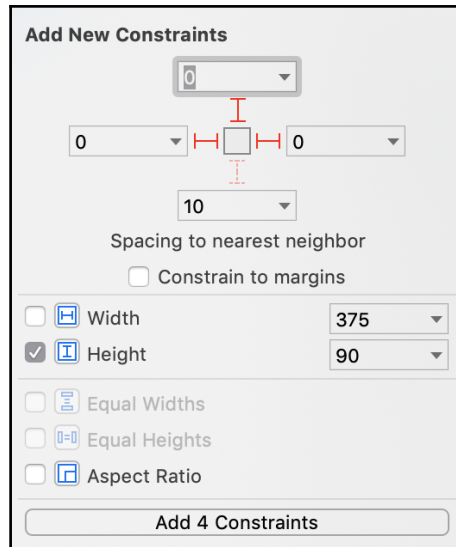 Add New Constraints
0
0 0
10
Spacing to nearest neighbor
Constrain to margins
Width 375
Height 90
Equal Widths
Equal Heights
Aspect Ratio
Add 4 Constraints